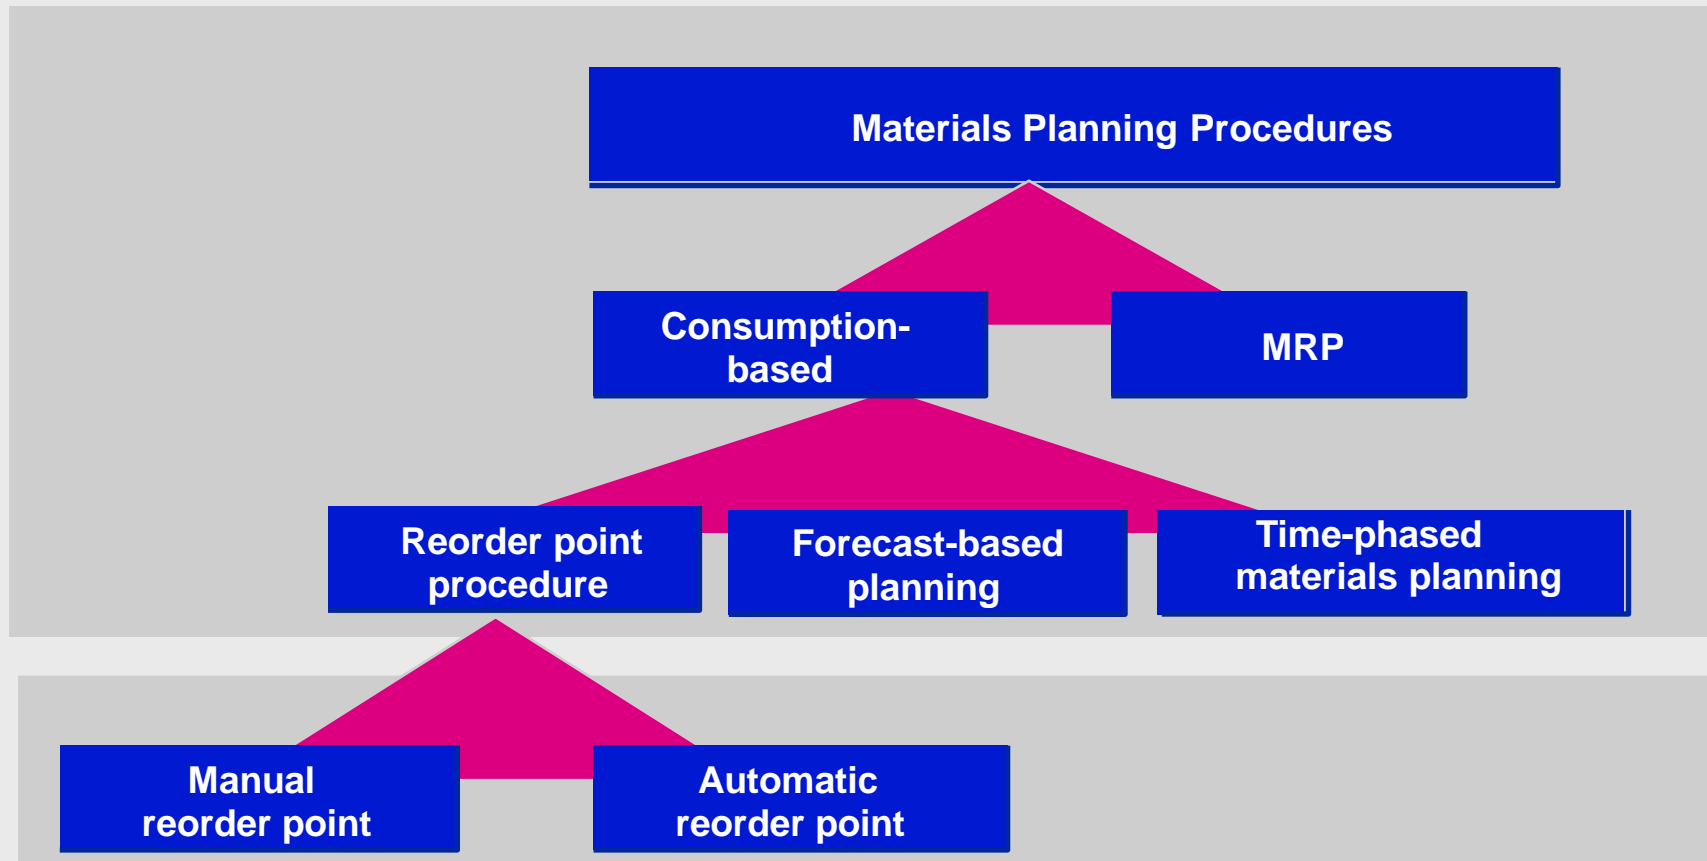 Materials Planning Procedures
Consumption-
based
MRP
Reorder point
procedure
Forecast-based
planning
Time-phased
materials planning
Manual
reorder point
Automatic
reorder point